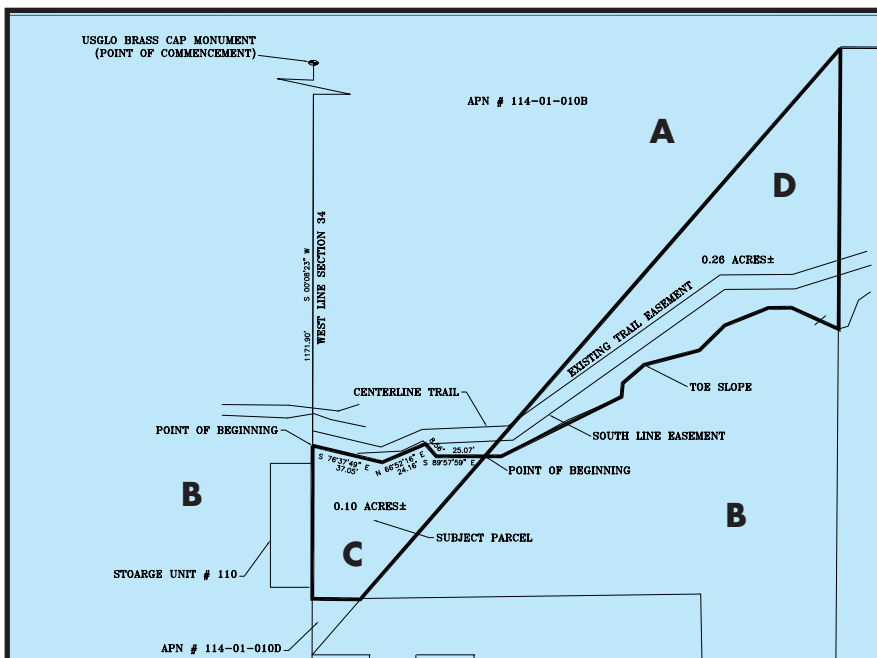 USGLO BRASS CAP MONUMENT
(POINT OF COMMENCEMENT)
APN # 114-01-010B
A
D
S 00°08'23" W
1171.90'
WEST LINE SECTION 34
0.26 ACRES±
EXISTING TRAIL EASEMENT
CENTERLINE TRAIL
TOE SLOPE
POINT OF BEGINNING
SOUTH LINE EASEMENT
8.56'
25.07'
S 76°37'49" E
37.05'
N 66°52'16" E
24.16'
S 89°57'59" E
POINT OF BEGINNING
B
0.10 ACRES±
B
SUBJECT PARCEL
C
STOARGE UNIT # 110
APN # 114-01-010D